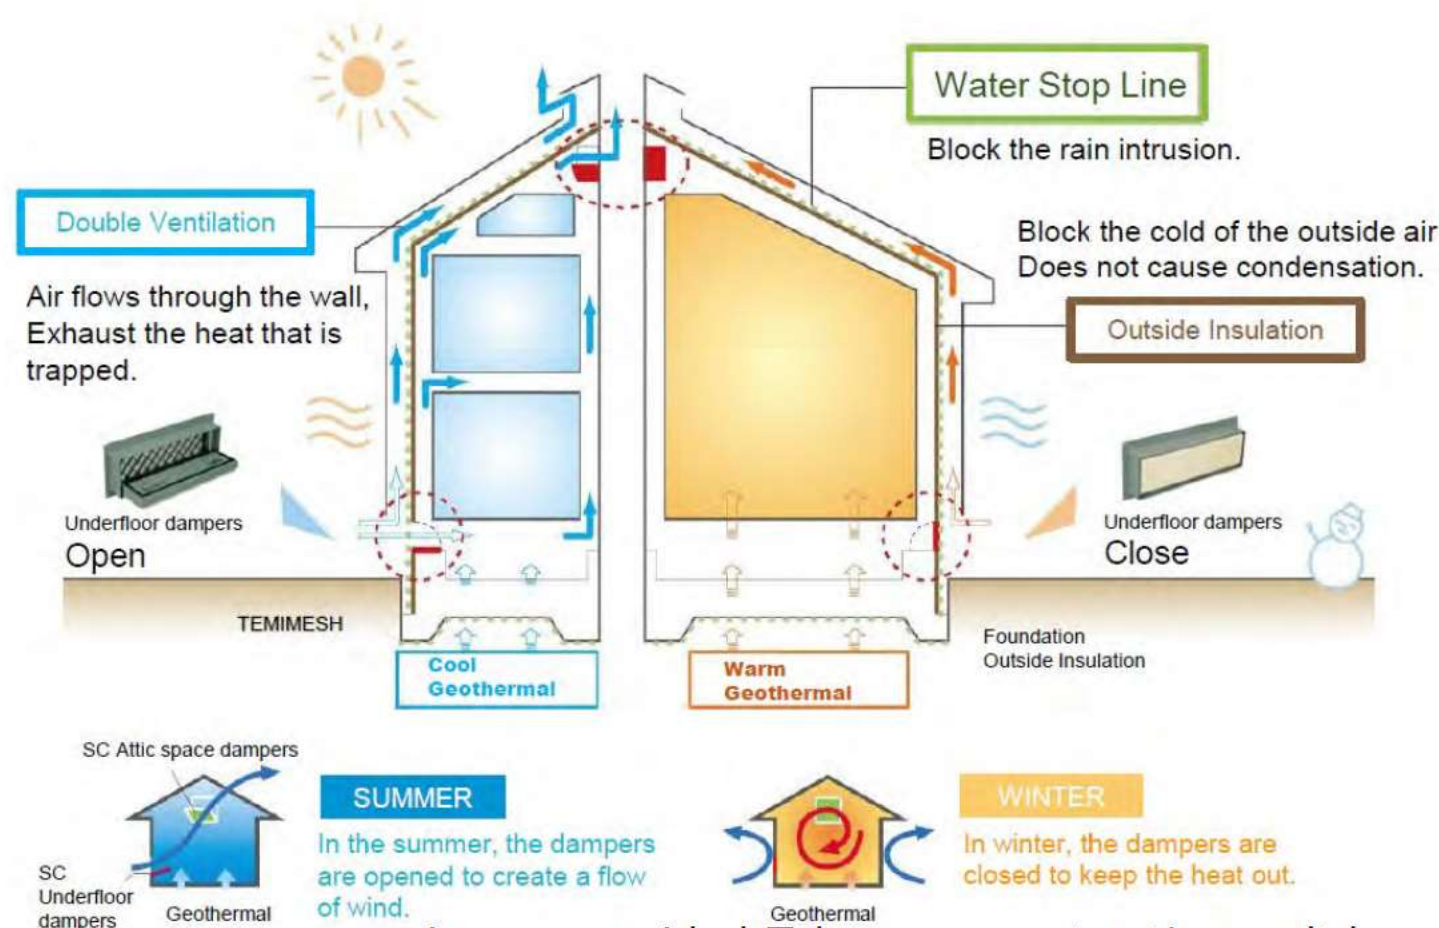 Water Stop Line
Block the rain intrusion.
Double Ventilation
Air flows through the wall,
Exhaust the heat that is
trapped.
Block the cold of the outside air
Does not cause condensation.
Outside Insulation
Underfloor dampers
Open
Underfloor dampers
Close
TEMIMESH
Foundation
Outside Insulation
Cool
Geothermal
Warm
Geothermal
SC Attic space dampers
SC
Underfloor
dampers
Geothermal
SUMMER
In the summer, the dampers
are opened to create a flow
of wind.
Geothermal
WINTER
In winter, the dampers are
closed to keep the heat out.